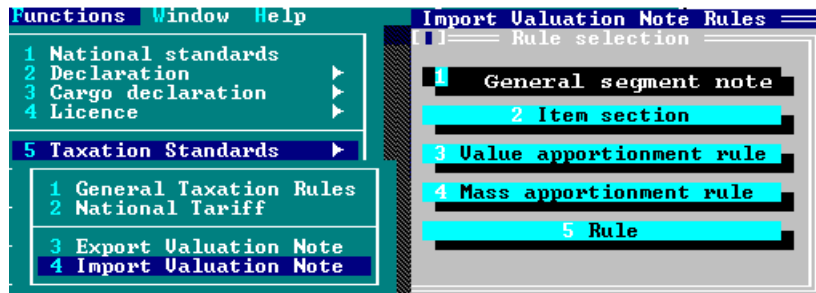 Functions Window Help
1 National standards
2 Declaration
3 Cargo declaration
4 Licence
5 Taxation Standards
1 General Taxation Rules
2 National Tariff
3 Export Valuation Note
4 Import Valuation Note
Import Valuation Note Rules
Rule selection
1 General segment note
2 Item section
3 Value apportionment rule
4 Mass apportionment rule
5 Rule